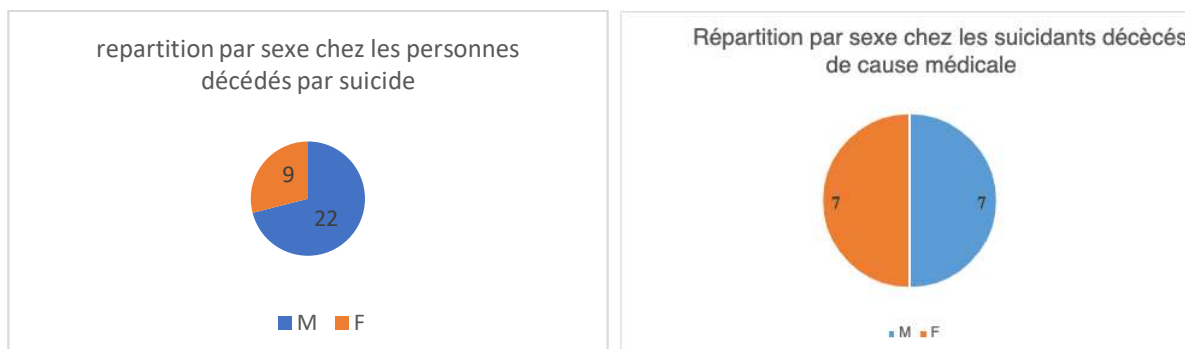 repartition par sexe chez les personnes
décédés par suicide
9
22
M F
Répartition par sexe chez les suicidants décècés
de cause médicale
7
7
M F